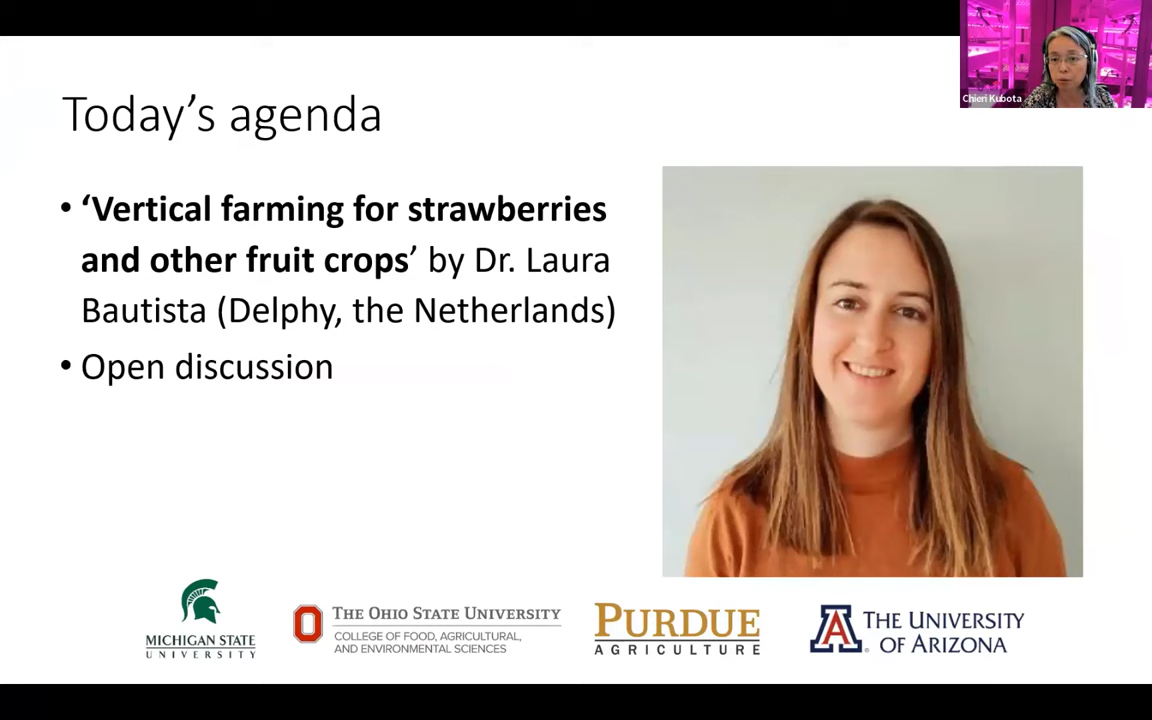 Chieri Kubota
Today’s agenda
• ‘Vertical farming for strawberries
and other fruit crops’ by Dr. Laura
Bautista (Delphy, the Netherlands)
• Open discussion
MICHIGAN STATE
UNIVERSITY
THE OHIO STATE UNIVERSITY
COLLEGE OF FOOD, AGRICULTURAL,
AND ENVIRONMENTAL SCIENCES
PURDUE
AGRICULTURE
A
THE UNIVERSITY
OF ARIZONA